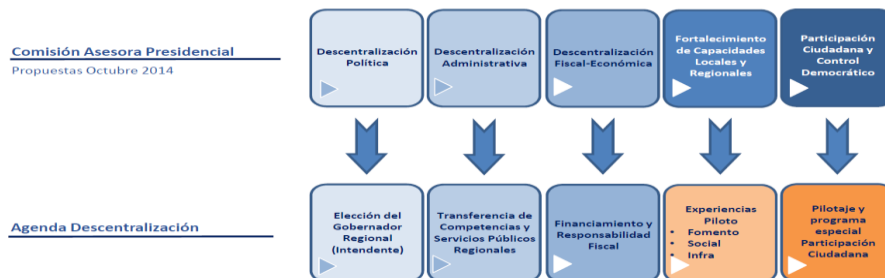 Comisión Asesora Presidencial
Propuestas Octubre 2014
Descentralización
Política
Descentralización
Administrativa
Descentralización
Fiscal-Económica
Fortalecimiento
de Capacidades
Locales y
Regionales
Participación
Ciudadana y
Control
Democrático
Agenda Descentralización
Elección del
Gobernador
Regional
(Intendente)
Transferencia de
Competencias y
Servicios Públicos
Regionales
Financiamiento y
Responsabilidad
Fiscal
Experiencias
Piloto
• Fomento
• Social
• Infra
Pilotaje y
programa
especial
Participación
Ciudadana